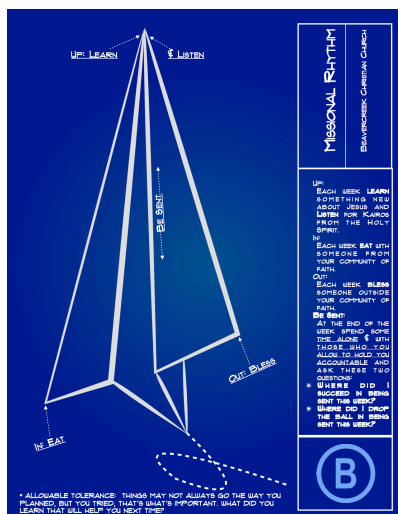 Up: Learn
& Listen
Be Sent
Out: Bless
In: Eat
* Allowable tolerance: Things may not always go the way you
planned, but you tried, that's what's important. What did you
learn that will help you next time?
Missional Rhythm
Beavercreek Christian Church
Up:
Each week learn
something new
about Jesus and
Listen for Kairos
from the Holy
Spirit.
In:
Each week eat with
someone from
your community of
faith.
Out:
Each week bless
someone outside
your community of
faith.
Be Sent:
At the end of the
week spend some
time alone & with
those who you
allow to hold you
accountable and
ask these two
questions:
* Where did I
succeed in being
sent this week?
* Where did I drop
the ball in being
sent this week?
B